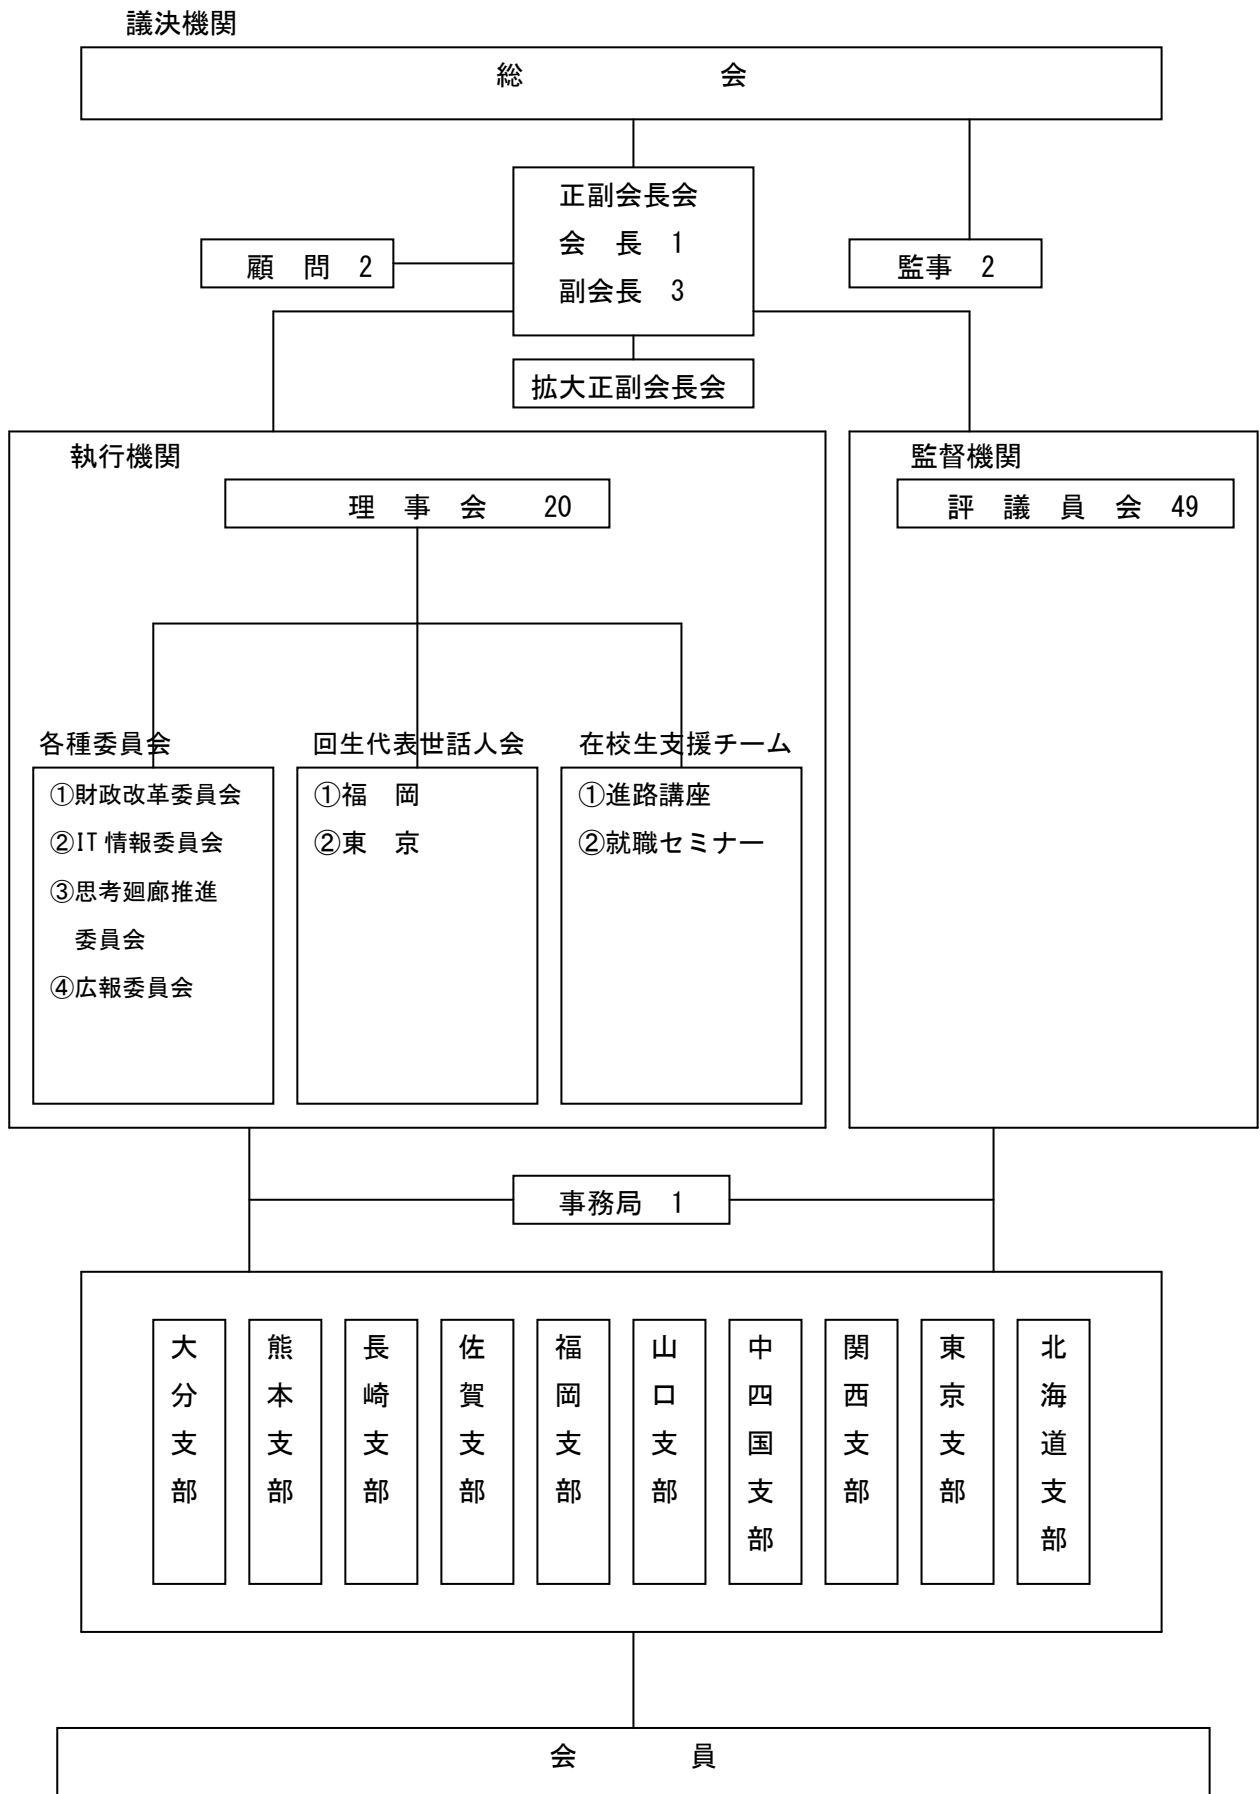 議決機関
総　　　会
正副会長会
会　長　1
副会長　3
顧　問　2
監事　2
拡大正副会長会
執行機関
理　事　会　20
各種委員会
①財政改革委員会
②IT情報委員会
③思考廻廊推進
委員会
④広報委員会
回生代表世話人会
①福　岡
②東　京
在校生支援チーム
①進路講座
②就職セミナー
監督機関
評　議　員　会　49
事務局　1
大分支部
熊本支部
長崎支部
佐賀支部
福岡支部
山口支部
中四国支部
関西支部
東京支部
北海道支部
会　　　員